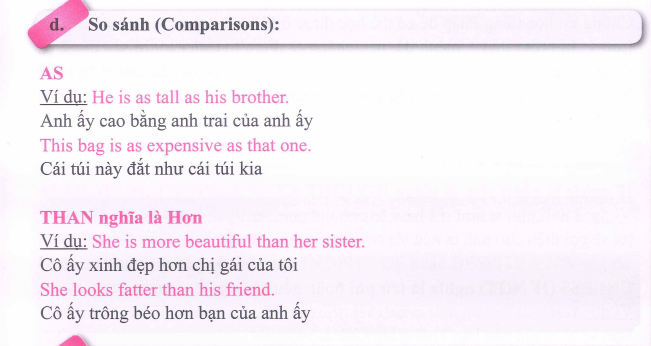 d. So sánh (Comparisons):
AS
Ví dụ: He is as tall as his brother.
Anh ấy cao bằng anh trai của anh ấy
This bag is as expensive as that one.
Cái túi này đắt như cái túi kia
THAN nghĩa là Hơn
Ví dụ: She is more beautiful than her sister.
Cô ấy xinh đẹp hơn chị gái của tôi
She looks fatter than his friend.
Cô ấy trông béo hơn bạn của anh ấy